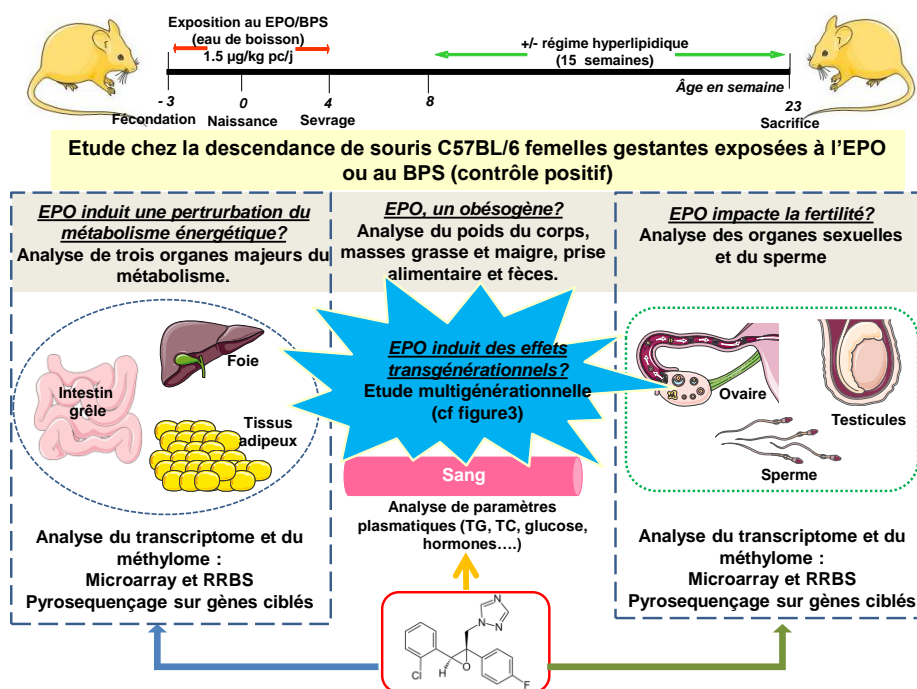 Exposition au EPO/BPS
(eau de boisson)
1.5 µg/kg pc/j
+/- régime hyperlipidique
(15 semaines)
Âge en semaine
- 3
0
4
8
23
Fécondation
Naissance
Sevrage
Sacrifice
Etude chez la descendance de souris C57BL/6 femelles gestantes exposées à l'EPO
ou au BPS (contrôle positif)
EPO induit une pertrurbation du
métabolisme énergétique?
Analyse de trois organes majeurs du
métabolisme.
Foie
Intestin
grêle
Tissus
adipeux
Analyse du transcriptome et du
méthylome :
Microarray et RRBS
Pyrosequençage sur gènes ciblés
EPO, un obésogène?
Analyse du poids du corps,
masses grasse et maigre, prise
alimentaire et fèces.
EPO induit des effets
transgénérationnels?
Etude multigénérationnelle
(cf figure3)
Sang
Analyse de paramètres
plasmatiques (TG, TC, glucose,
hormones….)
EPO impacte la fertilité?
Analyse des organes sexuelles
et du sperme
Ovaire
Testicules
Sperme
Analyse du transcriptome et du
méthylome :
Microarray et RRBS
Pyrosequençage sur gènes ciblés
N
N
N
Cl
H
O
F